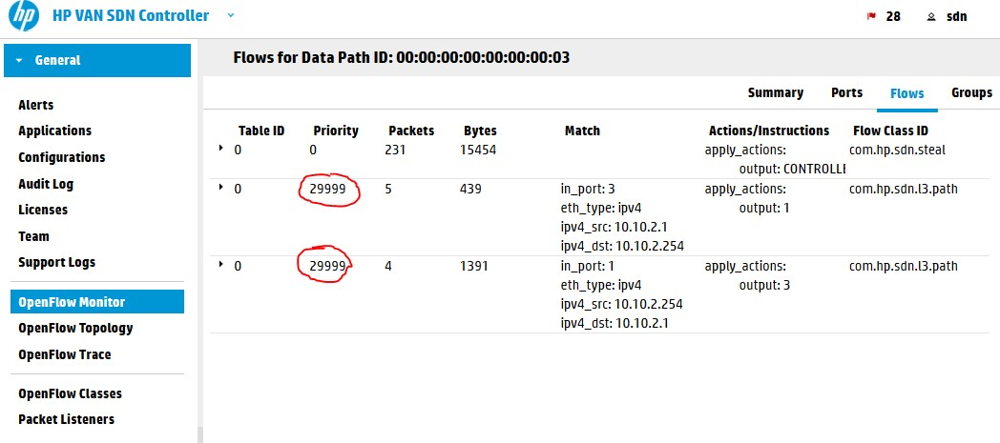 hp HP VAN SDN Controller 28 sdn
General
Flows for Data Path ID: 00:00:00:00:00:00:00:03
Summary Ports Flows Groups
Alerts
Applications
Configurations
Audit Log
Licenses
Team
Support Logs
OpenFlow Monitor
OpenFlow Topology
OpenFlow Trace
OpenFlow Classes
Packet Listeners
Table ID Priority Packets Bytes Match Actions/Instructions Flow Class ID
0 0 231 15454 apply_actions: com.hp.sdn.steal
output: CONTROLLE
0 29999 5 439 in_port: 3 apply_actions: com.hp.sdn.l3.path
eth_type: ipv4 output: 1
ipv4_src: 10.10.2.1
ipv4_dst: 10.10.2.254
0 29999 4 1391 in_port: 1 apply_actions: com.hp.sdn.l3.path
eth_type: ipv4 output: 3
ipv4_src: 10.10.2.254
ipv4_dst: 10.10.2.1